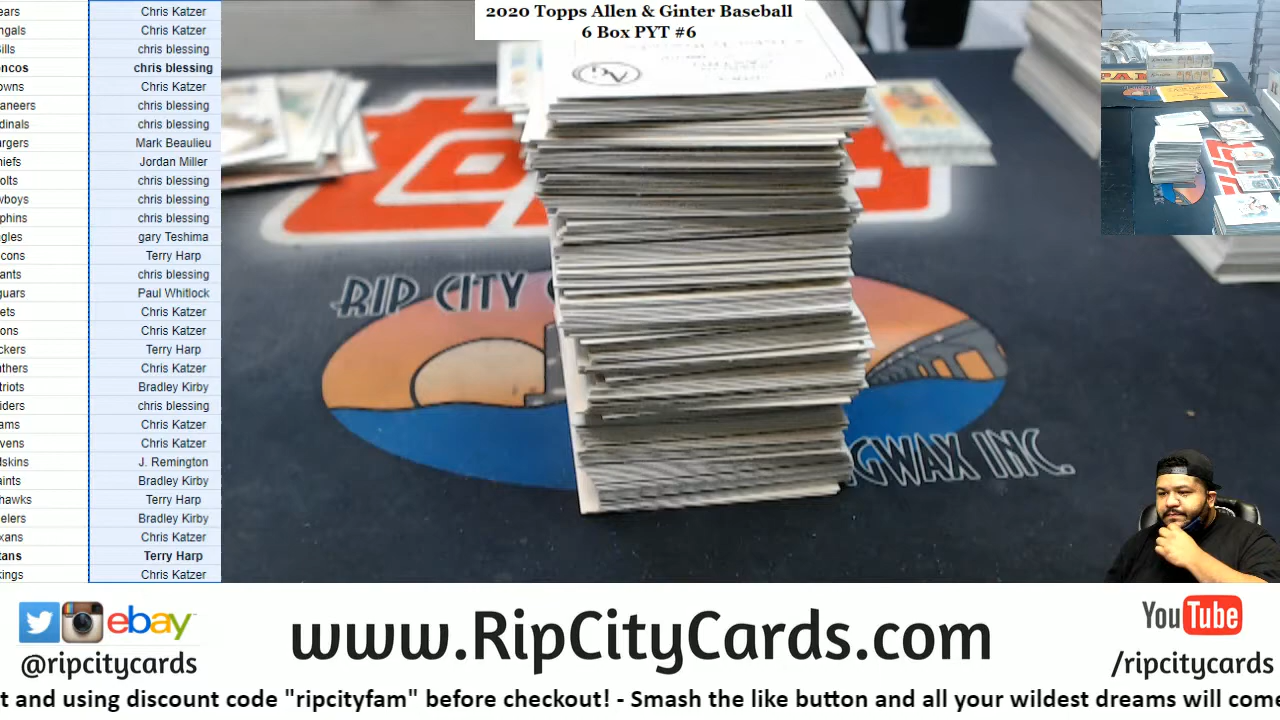 2020 Topps Allen & Ginter Baseball
6 Box PYT #6
ears Chris Katzer
ngals Chris Katzer
ills chris blessing
ncos chris blessing
owns Chris Katzer
aneers chris blessing
dinals chris blessing
argers Mark Beaulieu
iefs Jordan Miller
olts chris blessing
wboys chris blessing
phins chris blessing
gles gary Teshima
cons Terry Harp
ants chris blessing
guars Paul Whitlock
ets Chris Katzer
ons Chris Katzer
ckers Terry Harp
thers Chris Katzer
triots Bradley Kirby
iders chris blessing
ams Chris Katzer
vens Chris Katzer
dskins J. Remington
aints Bradley Kirby
hawks Terry Harp
elers Bradley Kirby
xans Chris Katzer
tans Terry Harp
kings Chris Katzer
RIP CITY
GWAX INC.
ebay
@ripcitycards
www.RipCityCards.com
YouTube
/ripcitycards
t and using discount code "ripcityfam" before checkout! - Smash the like button and all your wildest dreams will come